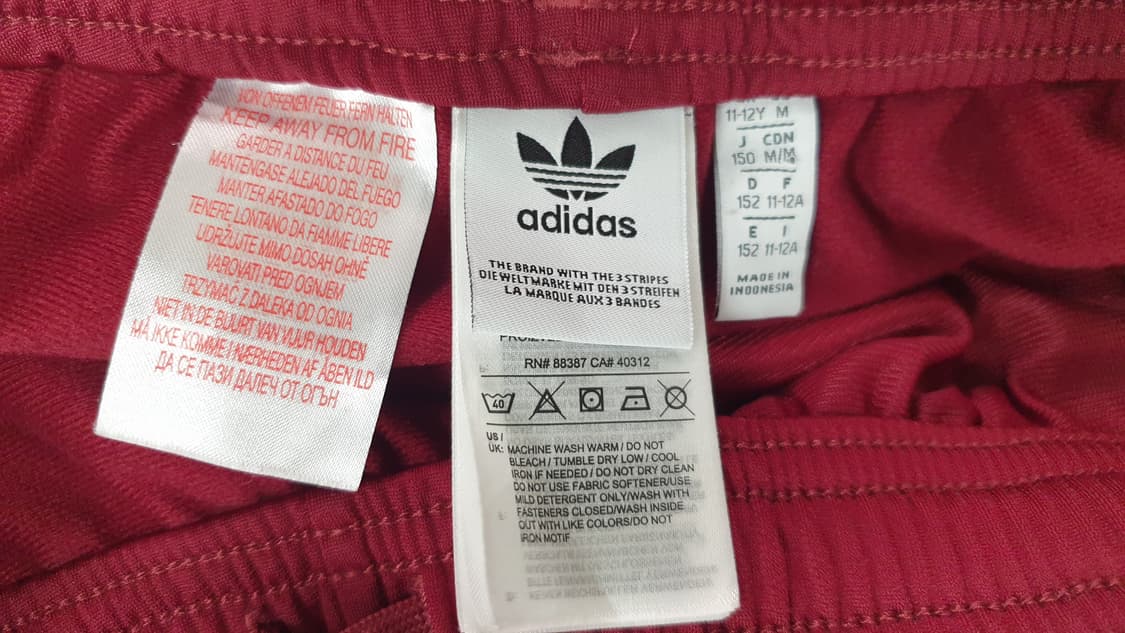 VON OFFENEM FEUER FERN HALTEN
KEEP AWAY FROM FIRE
GARDER A DISTANCE DU FEU
MANTENGASE ALEJADO DEL FUEGO
MANTER AFASTADO DO FOGO
TENERE LONTANO DA FIAMME LIBERE
UDRŽUJTE MIMO DOSAH OHNĚ
VAROVATI PRED OGNJEM
TRZYMAĆ Z DALEKA OD OGNIA
NIET IN DE BUURT VAN VUUR HOUDEN
MÅ IKKE KOMME I NÆRHEDEN AF ÅBEN ILD
ДА СЕ ПАЗИ ДАЛЕЧ ОТ ОГЪН
adidas
THE BRAND WITH THE 3 STRIPES
DIE WELTMARKE MIT DEN 3 STREIFEN
LA MARQUE AUX 3 BANDES
RN# 88387 CA# 40312
40
US /
UK: MACHINE WASH WARM / DO NOT
BLEACH / TUMBLE DRY LOW / COOL
IRON IF NEEDED / DO NOT DRY CLEAN
DO NOT USE FABRIC SOFTENER/USE
MILD DETERGENT ONLY/WASH WITH
FASTENERS CLOSED/WASH INSIDE
OUT WITH LIKE COLORS/DO NOT
IRON MOTIF
11-12Y M
J CDN
150 M/M
D F
152 11-12A
E I
152 11-12A
MADE IN
INDONESIA